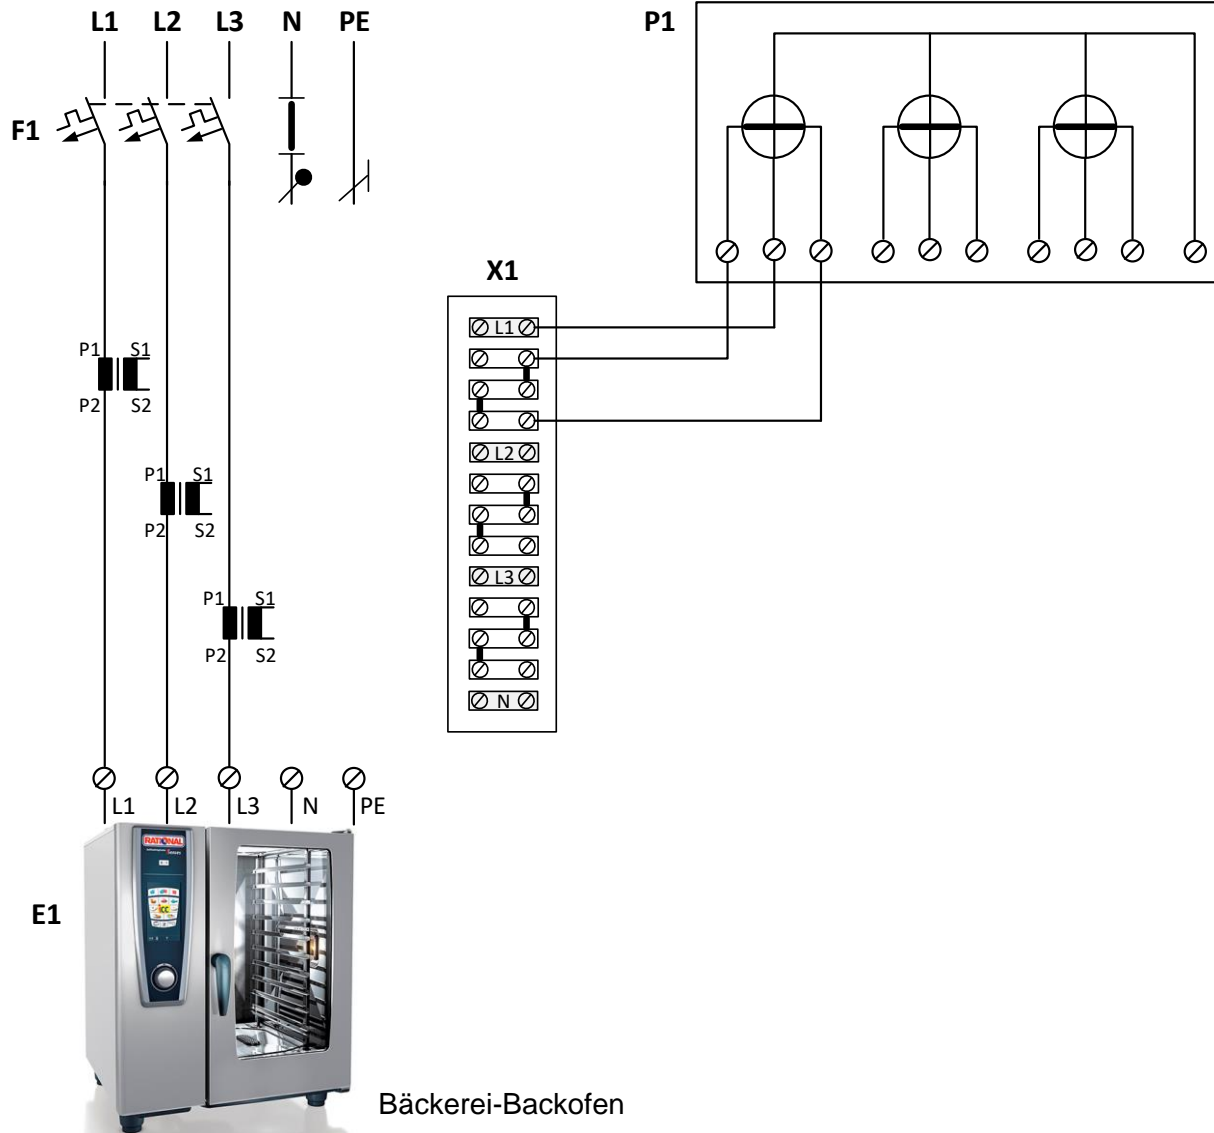 L1 L2 L3 N PE P1
F1
X1
L1
P1 S1
P2 S2
L2
P1 S1
P2 S2
L3
P1 S1
P2 S2
N
L1 L2 L3 N PE
RATIONAL
E1
Bäckerei-Backofen